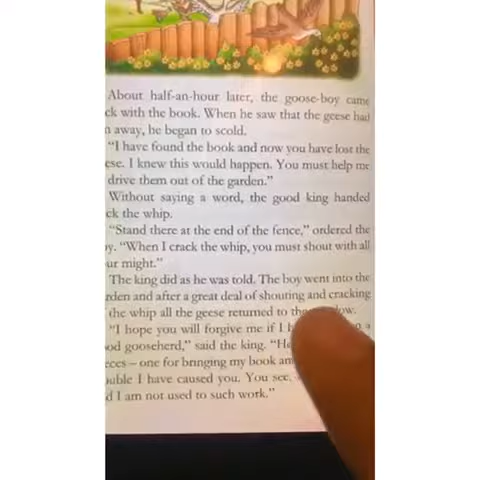 About half-an-hour later, the goose-boy came
ck with the book. When he saw that the geese had
n away, he began to scold.
"I have found the book and now you have lost the
ese. I knew this would happen. You must help me
drive them out of the garden."
Without saying a word, the good king handed
ck the whip.
"Stand there at the end of the fence," ordered the
y. "When I crack the whip, you must shout with all
ur might."
The king did as he was told. The boy went into the
rden and after a great deal of shouting and cracking
the whip all the geese returned to the
"I hope you will forgive me if I a
od gooseherd," said the king.
eces – one for bringing my book
uble I have caused you. You see,
d I am not used to such work."